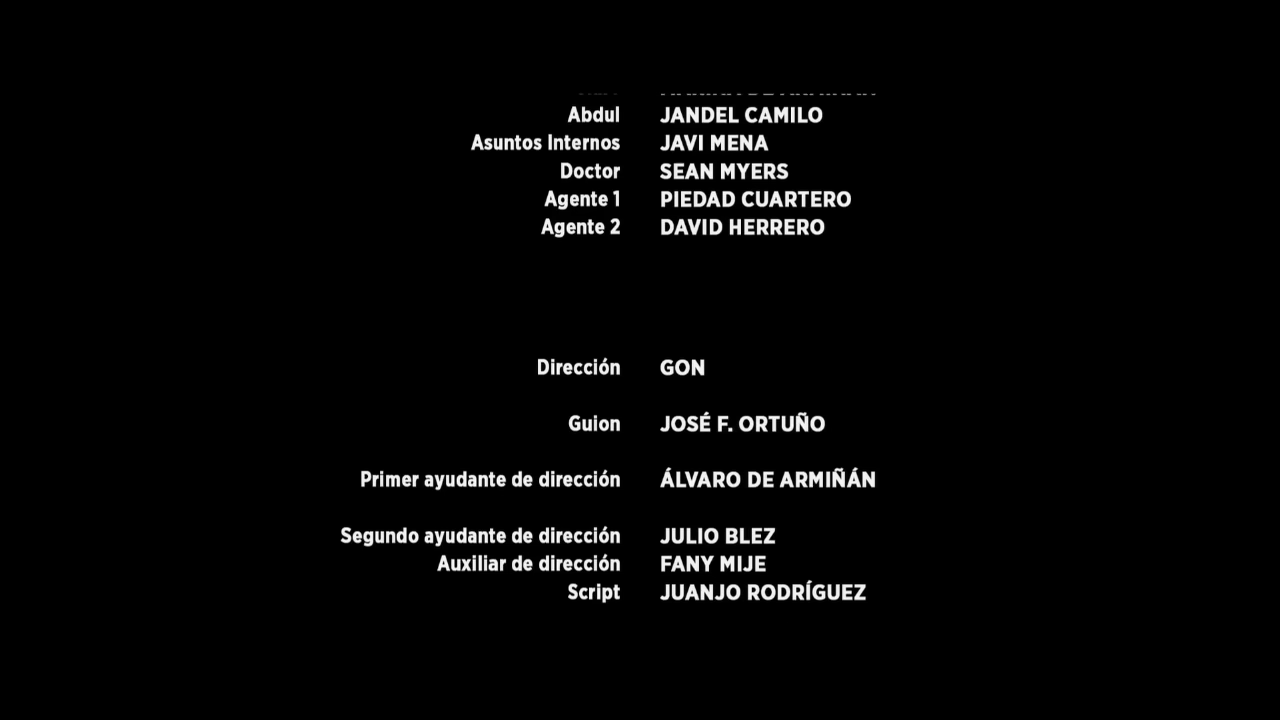 Abdul JANDEL CAMILO
Asuntos Internos JAVI MENA
Doctor SEAN MYERS
Agente 1 PIEDAD CUARTERO
Agente 2 DAVID HERRERO
Dirección GON
Guion JOSÉ F. ORTUÑO
Primer ayudante de dirección ÁLVARO DE ARMIÑÁN
Segundo ayudante de dirección JULIO BLEZ
Auxiliar de dirección FANY MIJE
Script JUANJO RODRÍGUEZ